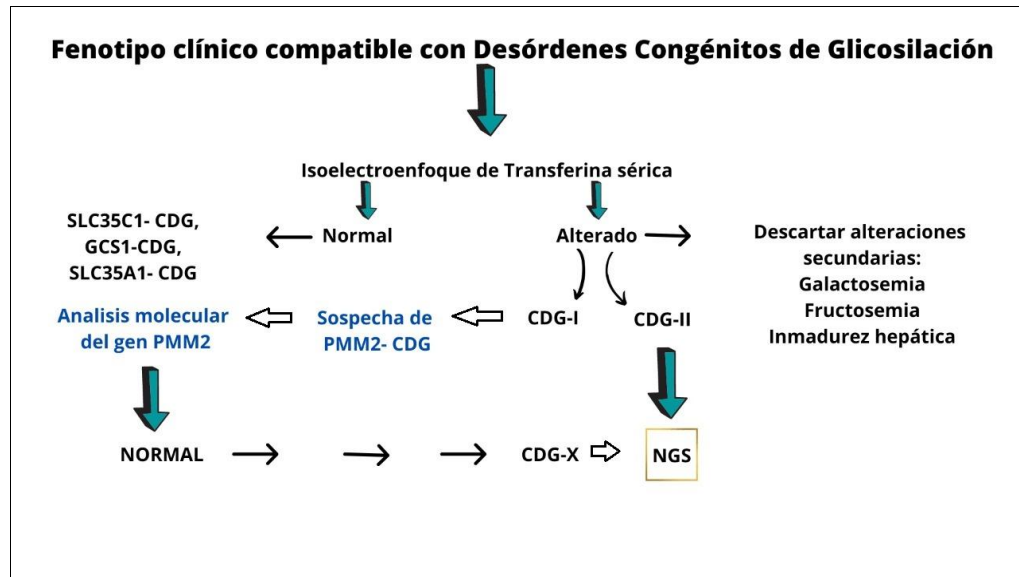 Fenotipo clínico compatible con Desórdenes Congénitos de Glicosilación
Isoelectroenfoque de Transferina sérica
SLC35C1- CDG,
GCS1-CDG,
SLC35A1- CDG
Normal
Alterado
Descartar alteraciones
secundarias:
Galactosemia
Fructosemia
Inmadurez hepática
Analisis molecular
del gen PMM2
Sospecha de
PMM2- CDG
CDG-I
CDG-II
NORMAL
CDG-X
NGS